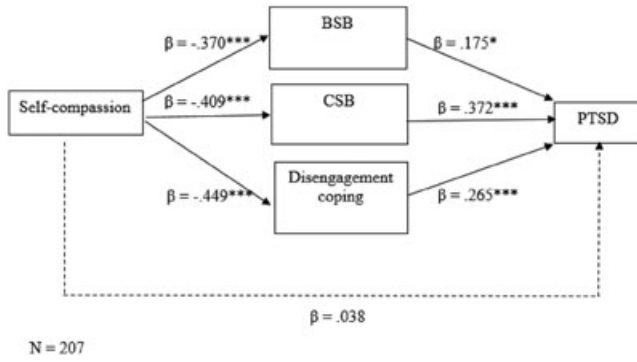 BSB
β = -.370***
β = .175*
Self-compassion
β = -.409***
CSB
β = .372***
PTSD
Disengagement
coping
β = -.449***
β = .265***
β = .038
N = 207